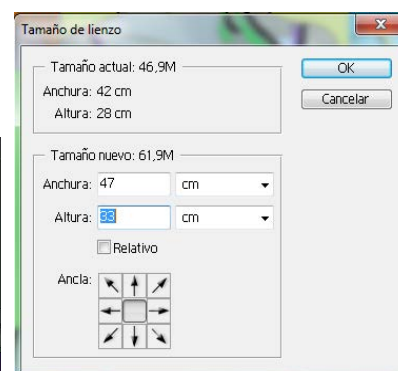 Tamaño de lienzo
Tamaño actual: 46,9M
Anchura: 42 cm
Altura: 28 cm
OK
Cancelar
Tamaño nuevo: 61,9M
Anchura: 47 cm
Altura: 33 cm
Relativo
Ancla: